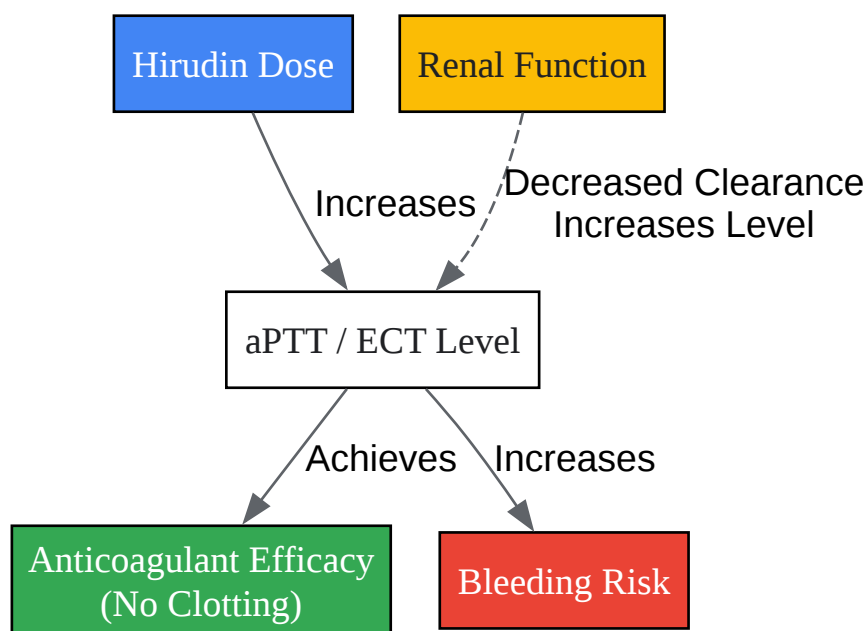 Hirudin Dose
Renal Function
Increases
Decreased Clearance
Increases Level
aPTT / ECT Level
Achieves
Increases
Anticoagulant Efficacy
(No Clotting)
Bleeding Risk